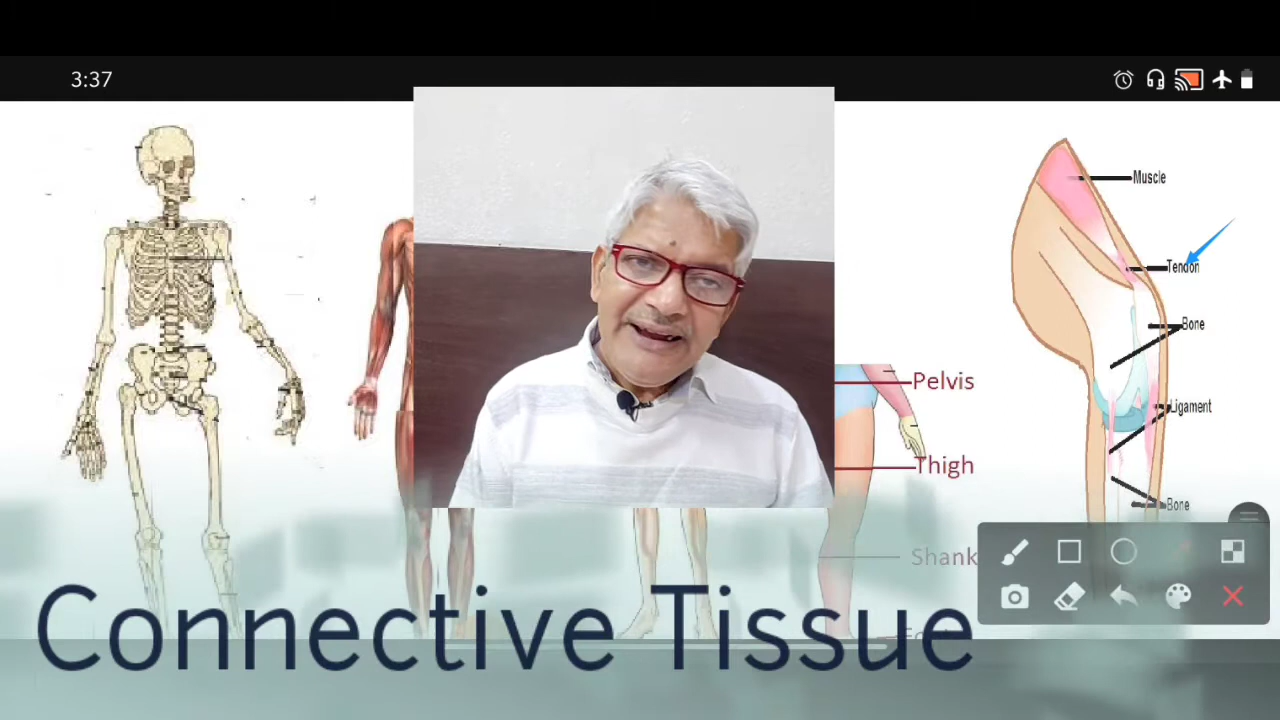 3:37
Muscle
Tendon
Bone
Pelvis
Ligament
Thigh
Bone
Shank
Connective Tissue